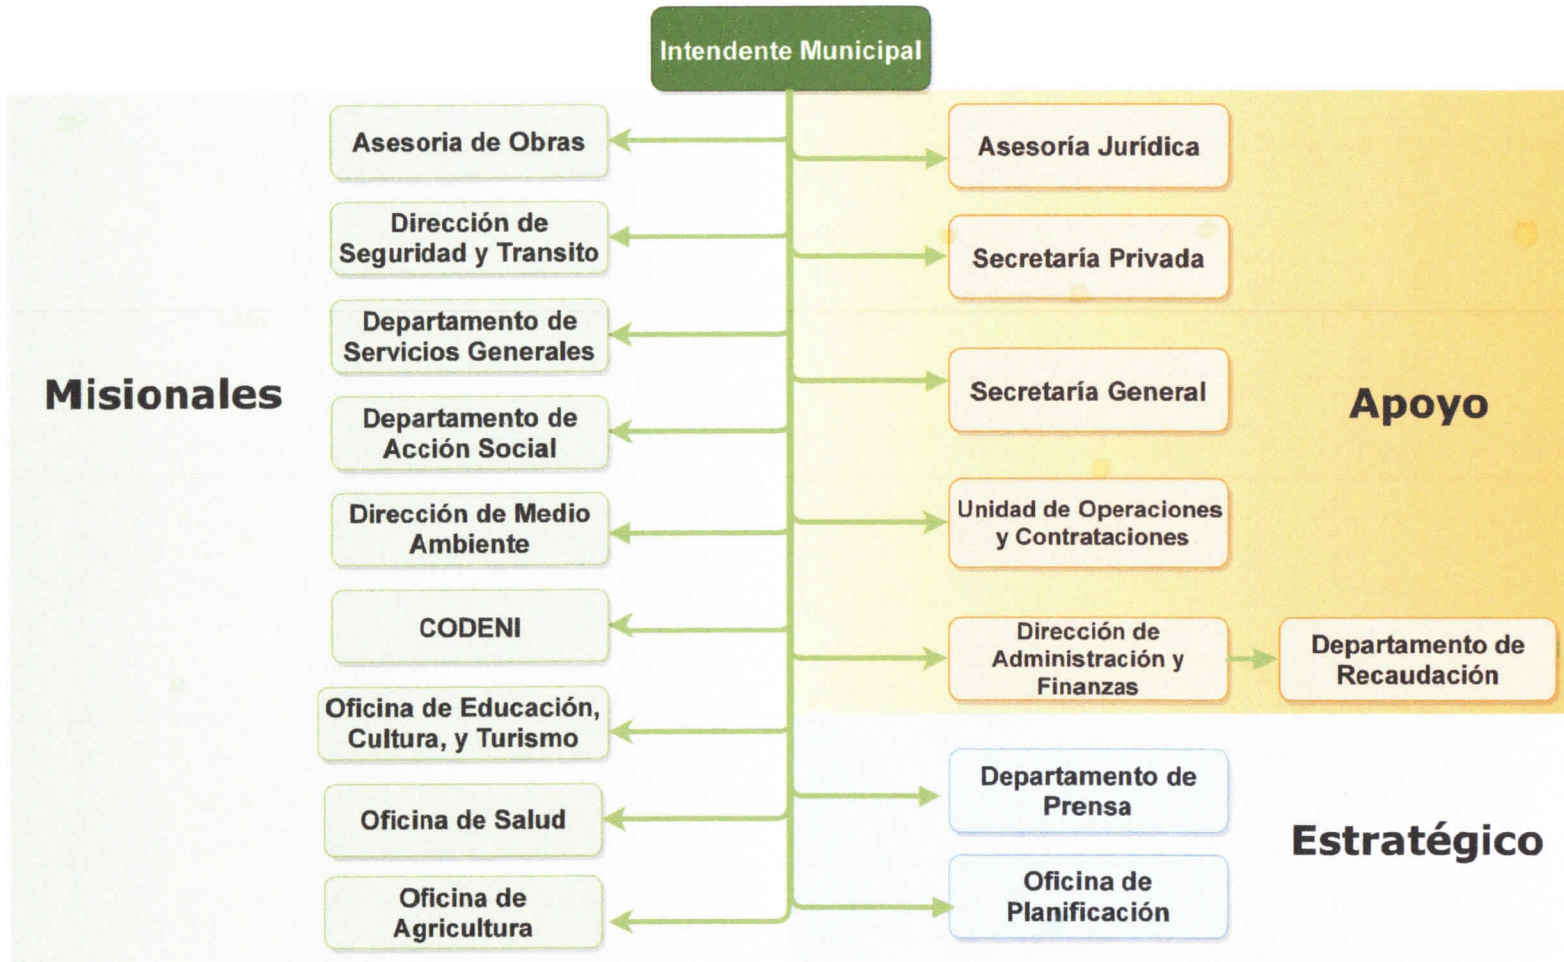 Intendente Municipal
Misionales
Asesoria de Obras
Dirección de
Seguridad y Transito
Departamento de
Servicios Generales
Departamento de
Acción Social
Dirección de Medio
Ambiente
CODENI
Oficina de Educación,
Cultura, y Turismo
Oficina de Salud
Oficina de
Agricultura
Asesoría Jurídica
Secretaría Privada
Secretaría General
Unidad de Operaciones
y Contrataciones
Dirección de
Administración y
Finanzas
Departamento de
Recaudación
Apoyo
Departamento de
Prensa
Oficina de
Planificación
Estratégico